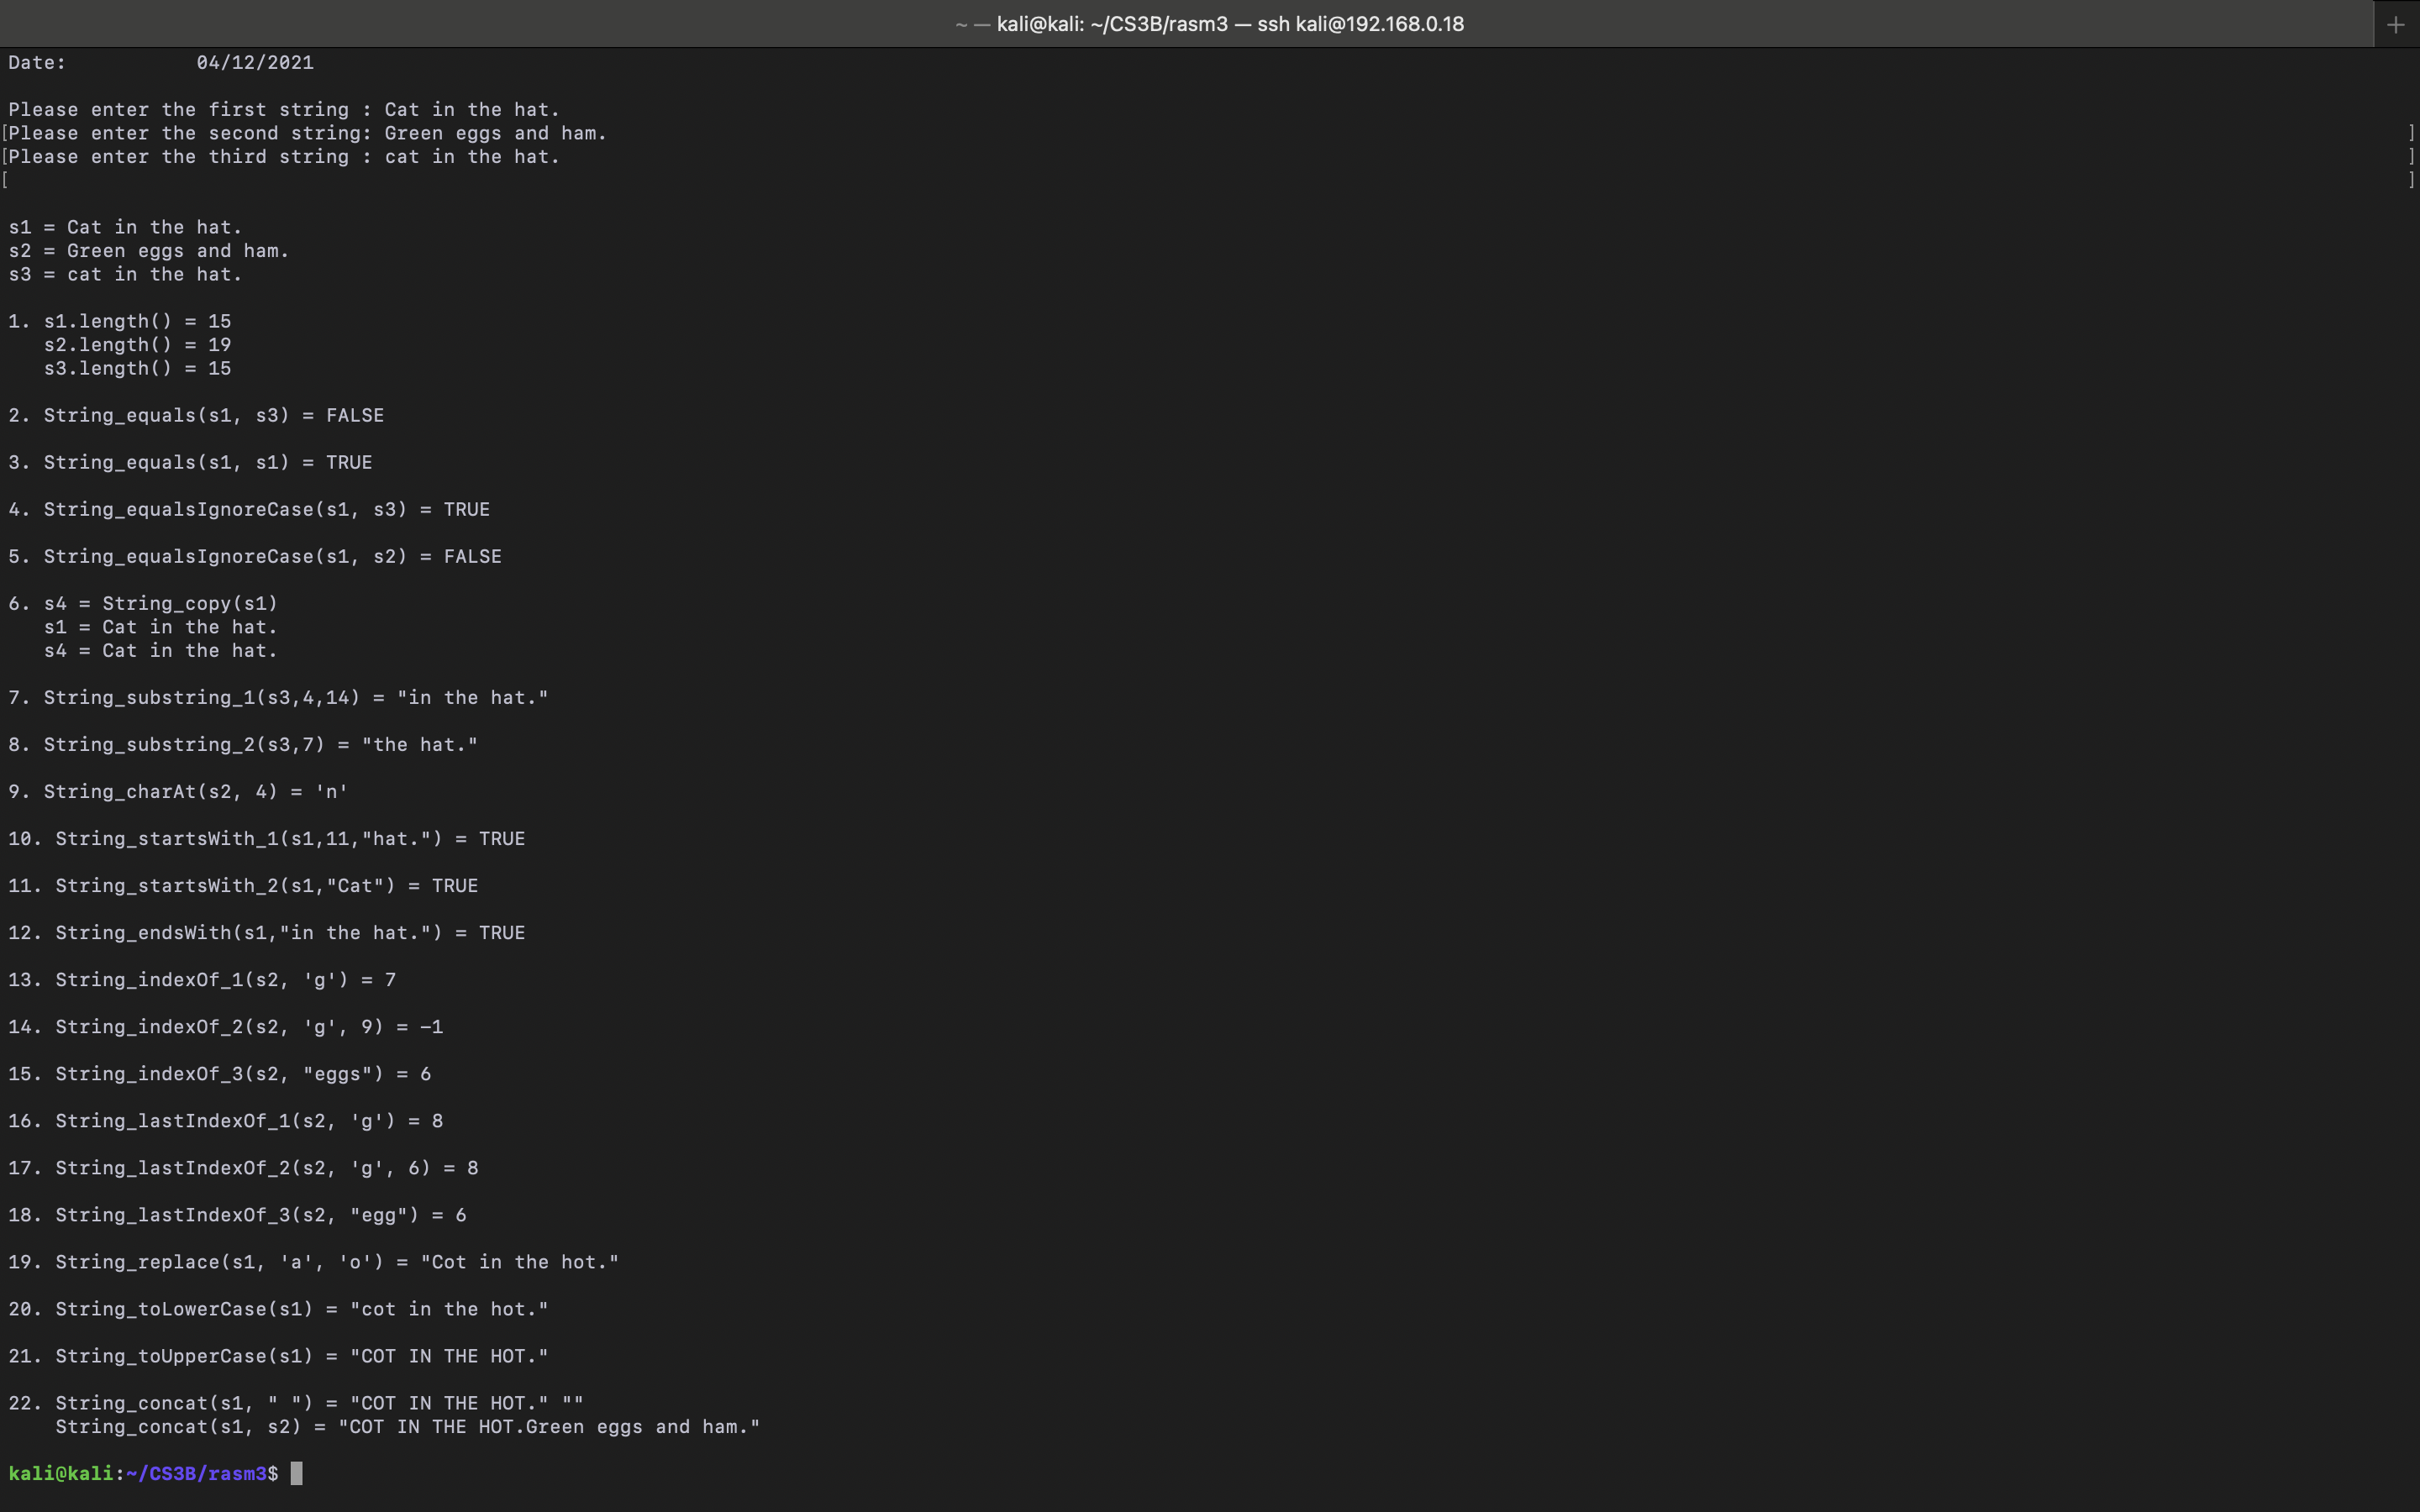 ~ — kali@kali: ~/CS3B/rasm3 — ssh kali@192.168.0.18 +
Date:           04/12/2021
Please enter the first string : Cat in the hat.
[Please enter the second string: Green eggs and ham. ]
[Please enter the third string : cat in the hat. ]
[ ]
s1 = Cat in the hat.
s2 = Green eggs and ham.
s3 = cat in the hat.
1. s1.length() = 15
   s2.length() = 19
   s3.length() = 15
2. String_equals(s1, s3) = FALSE
3. String_equals(s1, s1) = TRUE
4. String_equalsIgnoreCase(s1, s3) = TRUE
5. String_equalsIgnoreCase(s1, s2) = FALSE
6. s4 = String_copy(s1)
   s1 = Cat in the hat.
   s4 = Cat in the hat.
7. String_substring_1(s3,4,14) = "in the hat."
8. String_substring_2(s3,7) = "the hat."
9. String_charAt(s2, 4) = 'n'
10. String_startsWith_1(s1,11,"hat.") = TRUE
11. String_startsWith_2(s1,"Cat") = TRUE
12. String_endsWith(s1,"in the hat.") = TRUE
13. String_indexOf_1(s2, 'g') = 7
14. String_indexOf_2(s2, 'g', 9) = -1
15. String_indexOf_3(s2, "eggs") = 6
16. String_lastIndexOf_1(s2, 'g') = 8
17. String_lastIndexOf_2(s2, 'g', 6) = 8
18. String_lastIndexOf_3(s2, "egg") = 6
19. String_replace(s1, 'a', 'o') = "Cot in the hot."
20. String_toLowerCase(s1) = "cot in the hot."
21. String_toUpperCase(s1) = "COT IN THE HOT."
22. String_concat(s1, " ") = "COT IN THE HOT." ""
    String_concat(s1, s2) = "COT IN THE HOT.Green eggs and ham."
kali@kali:~/CS3B/rasm3$